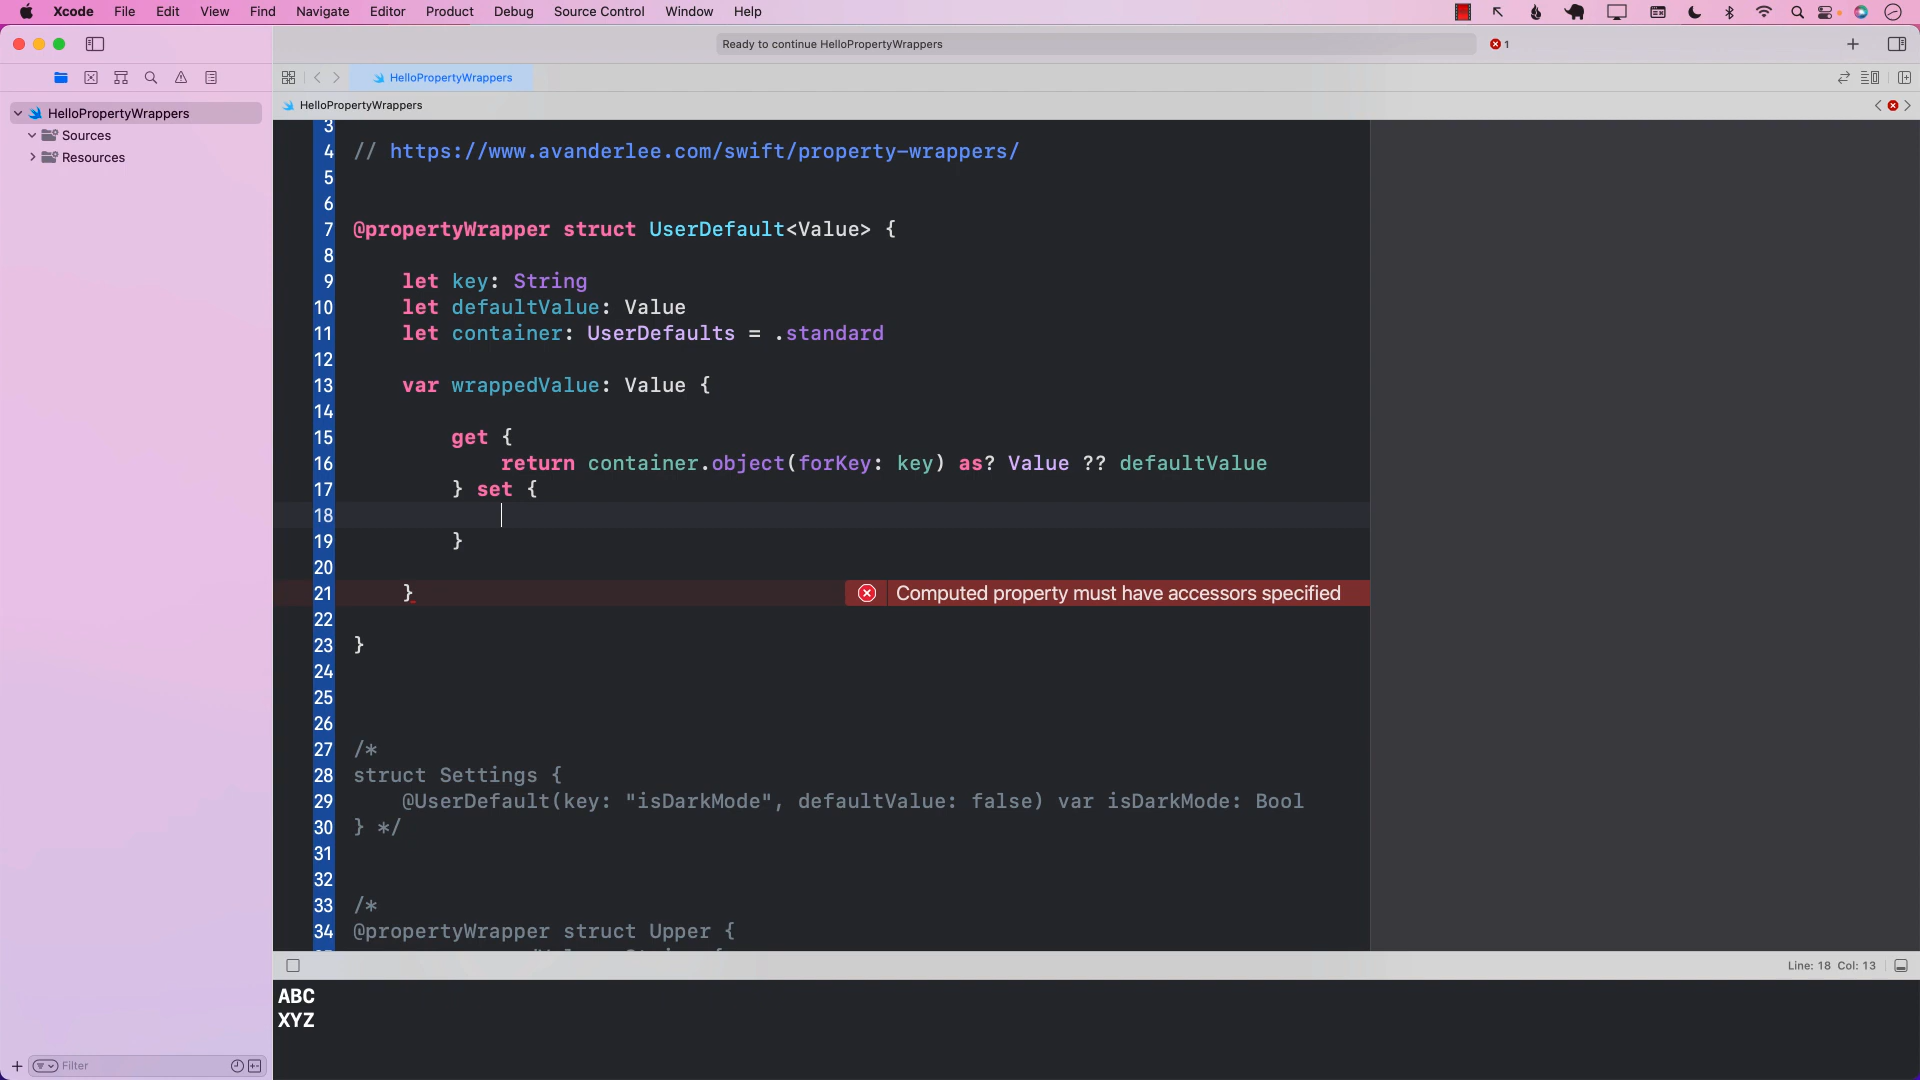 Xcode File Edit View Find Navigate Editor Product Debug Source Control Window Help
Ready to continue HelloPropertyWrappers
1
HelloPropertyWrappers
HelloPropertyWrappers
HelloPropertyWrappers
Sources
Resources
3
4 // https://www.avanderlee.com/swift/property-wrappers/
5
6
7 @propertyWrapper struct UserDefault<Value> {
8
9 let key: String
10 let defaultValue: Value
11 let container: UserDefaults = .standard
12
13 var wrappedValue: Value {
14
15 get {
16 return container.object(forKey: key) as? Value ?? defaultValue
17 } set {
18
19 }
20
21 } Computed property must have accessors specified
22
23 }
24
25
26
27 /*
28 struct Settings {
29 @UserDefault(key: "isDarkMode", defaultValue: false) var isDarkMode: Bool
30 } */
31
32
33 /*
34 @propertyWrapper struct Upper {
Line: 18 Col: 13
ABC
XYZ
Filter